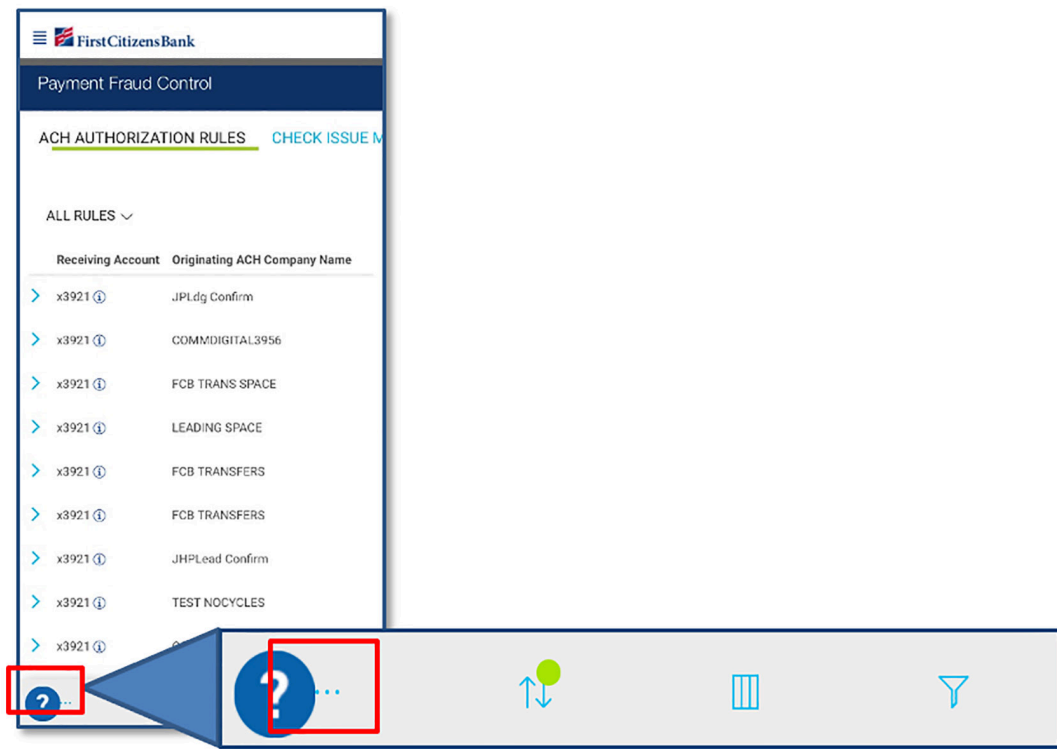 FirstCitizensBank
Payment Fraud Control
ACH AUTHORIZATION RULES CHECK ISSUE
ALL RULES
Receiving Account Originating ACH Company Name
x3921 JPLdg Confirm
x3921 COMMDIGITAL3956
x3921 FCB TRANS SPACE
x3921 LEADING SPACE
x3921 FCB TRANSFERS
x3921 FCB TRANSFERS
x3921 JHPLead Confirm
x3921 TEST NOCYCLES
x3921
? ...
? ...